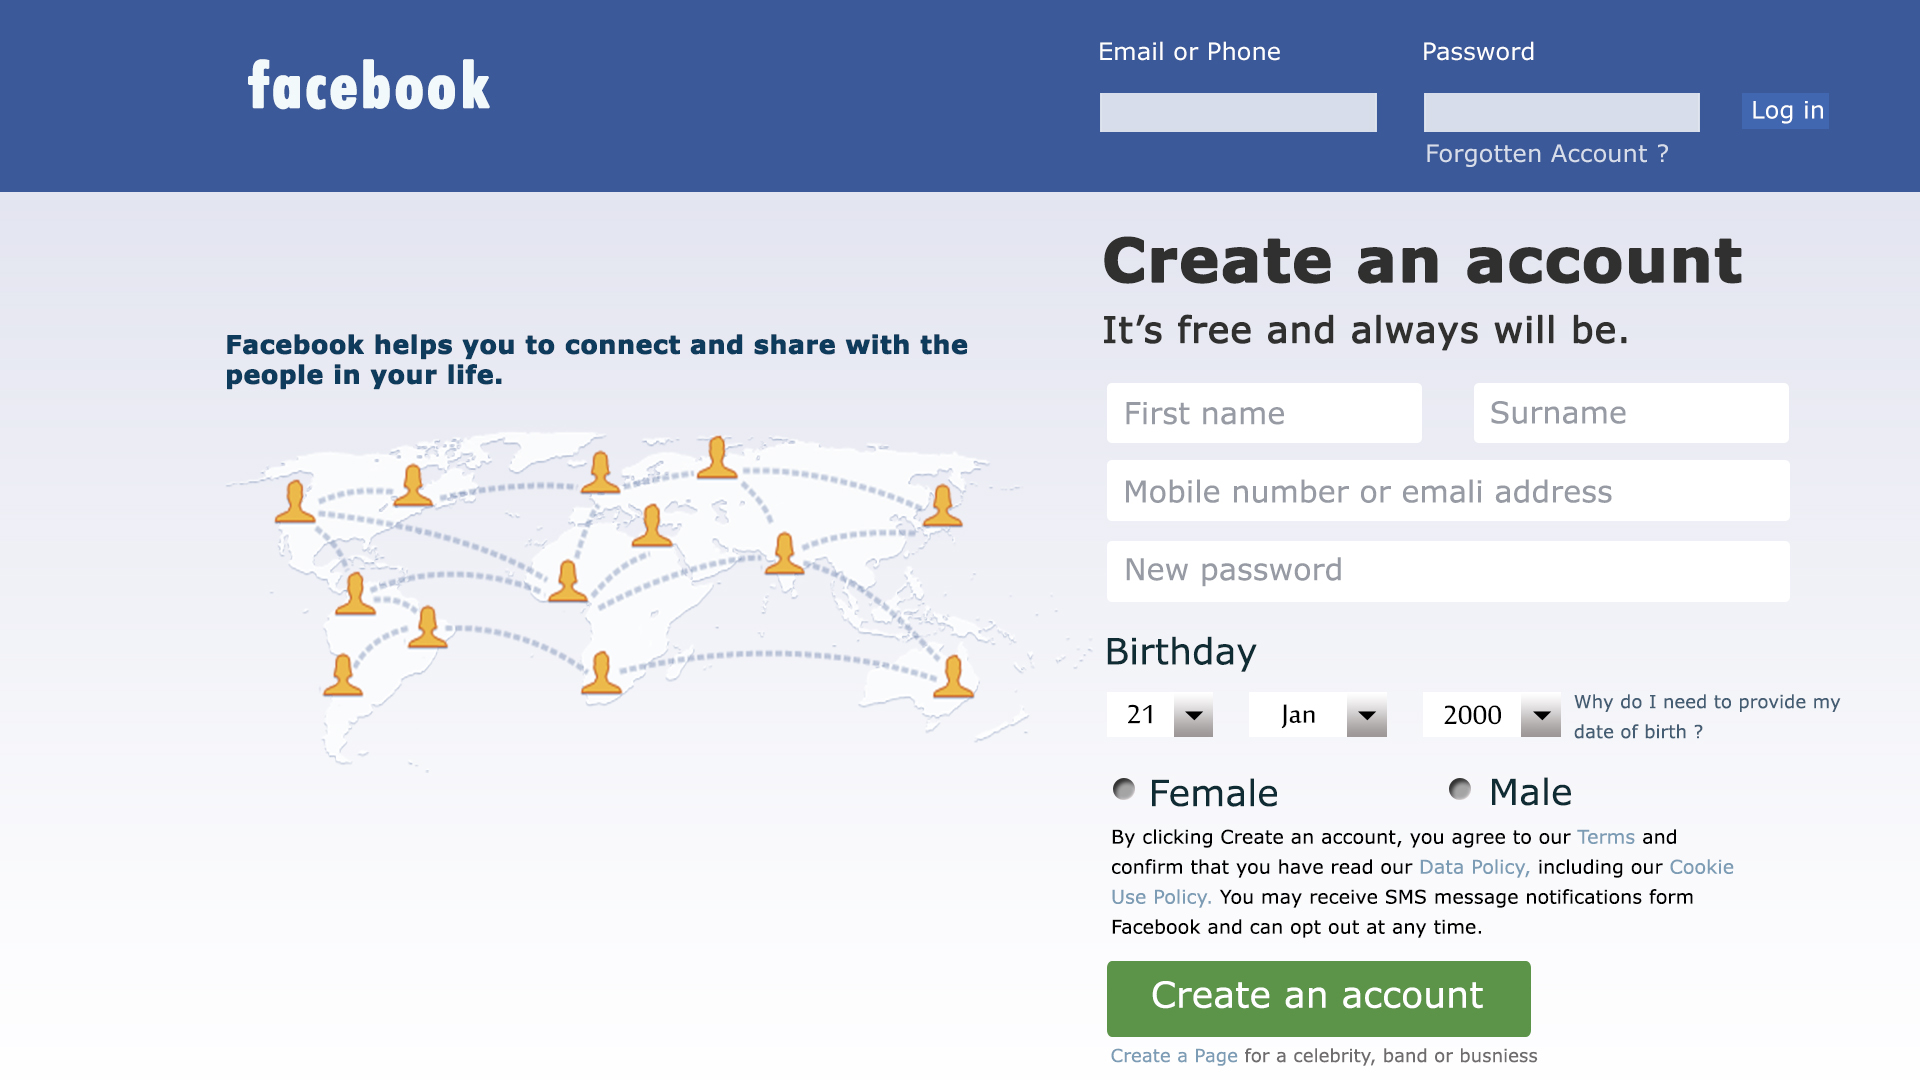 facebook
Email or Phone
Password
Log in
Forgotten Account ?
Facebook helps you to connect and share with the
people in your life.
Create an account
It’s free and always will be.
First name
Surname
Mobile number or emali address
New password
Birthday
21
Jan
2000
Why do I need to provide my
date of birth ?
Female
Male
By clicking Create an account, you agree to our Terms and
confirm that you have read our Data Policy, including our Cookie
Use Policy. You may receive SMS message notifications form
Facebook and can opt out at any time.
Create an account
Create a Page for a celebrity, band or busniess